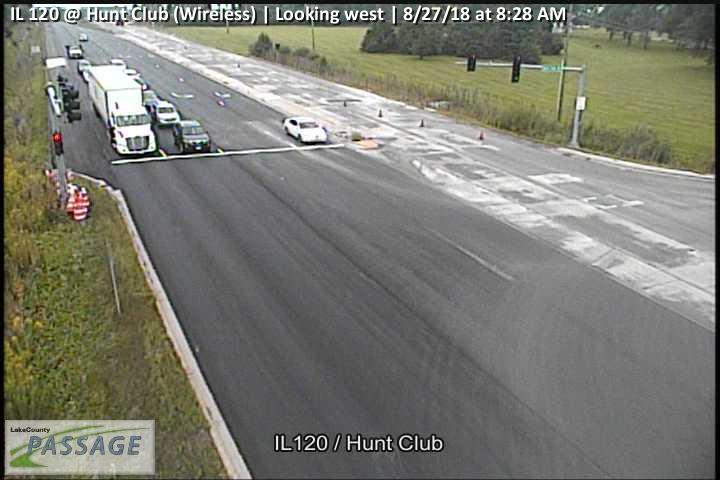 IL 120 @ Hunt Club (Wireless) | Looking west | 8/27/18 at 8:28 AM
LakeCounty
PASSAGE
IL120 / Hunt Club